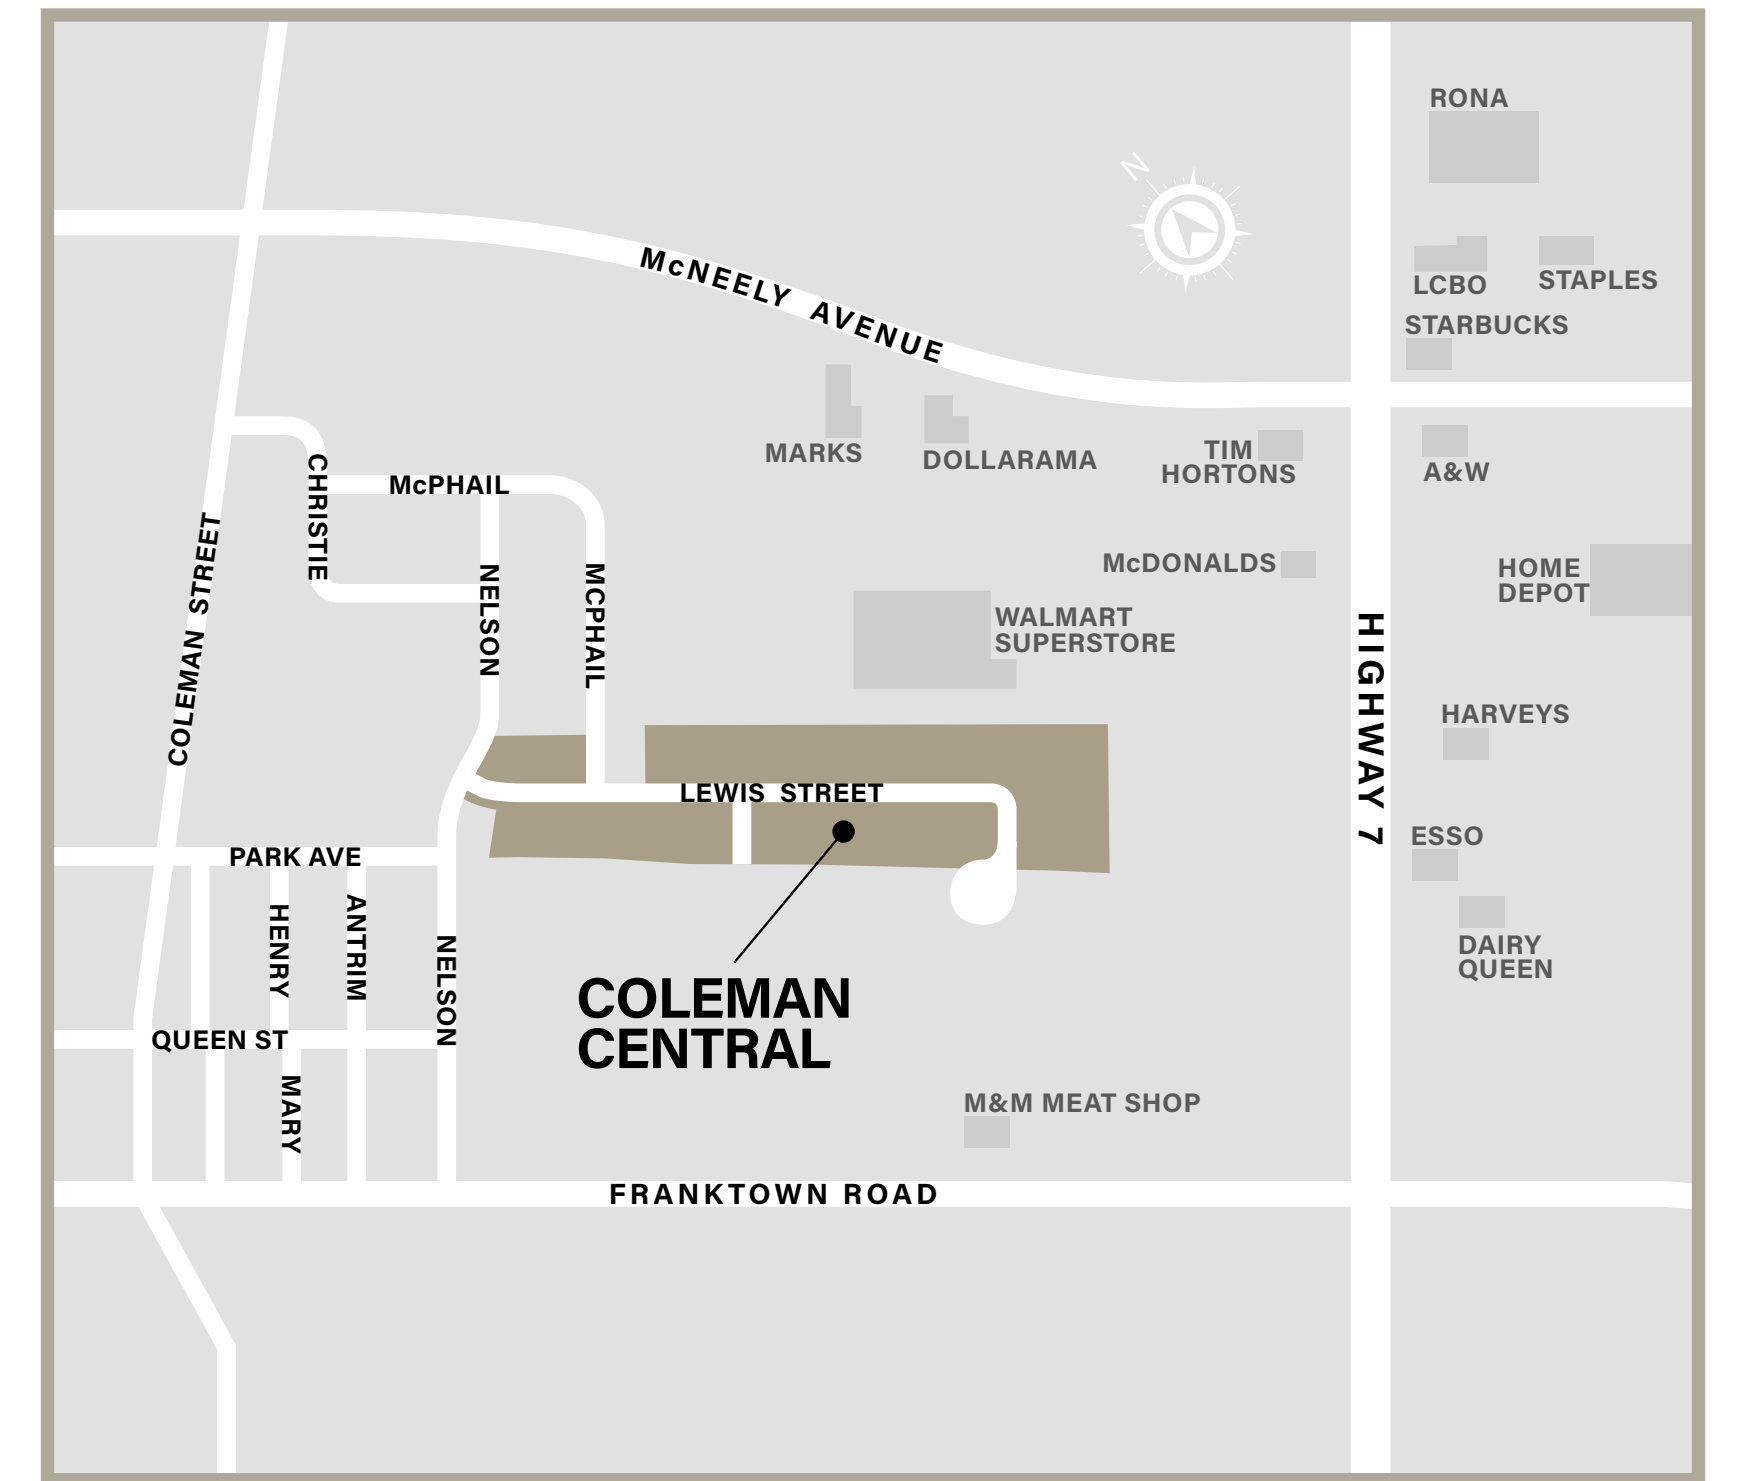 RONA
N
LCBO
STAPLES
McNEELY AVENUE
STARBUCKS
MARKS
DOLLARAMA
TIM
HORTONS
A&W
CHRISTIE
McPHAIL
COLEMAN STREET
NELSON
MCPHAIL
McDONALDS
HOME
DEPOT
WALMART
SUPERSTORE
HIGHWAY 7
HARVEYS
LEWIS STREET
ESSO
PARK AVE
HENRY
ANTRIM
NELSON
DAIRY
QUEEN
COLEMAN
CENTRAL
QUEEN ST
MARY
M&M MEAT SHOP
FRANKTOWN ROAD